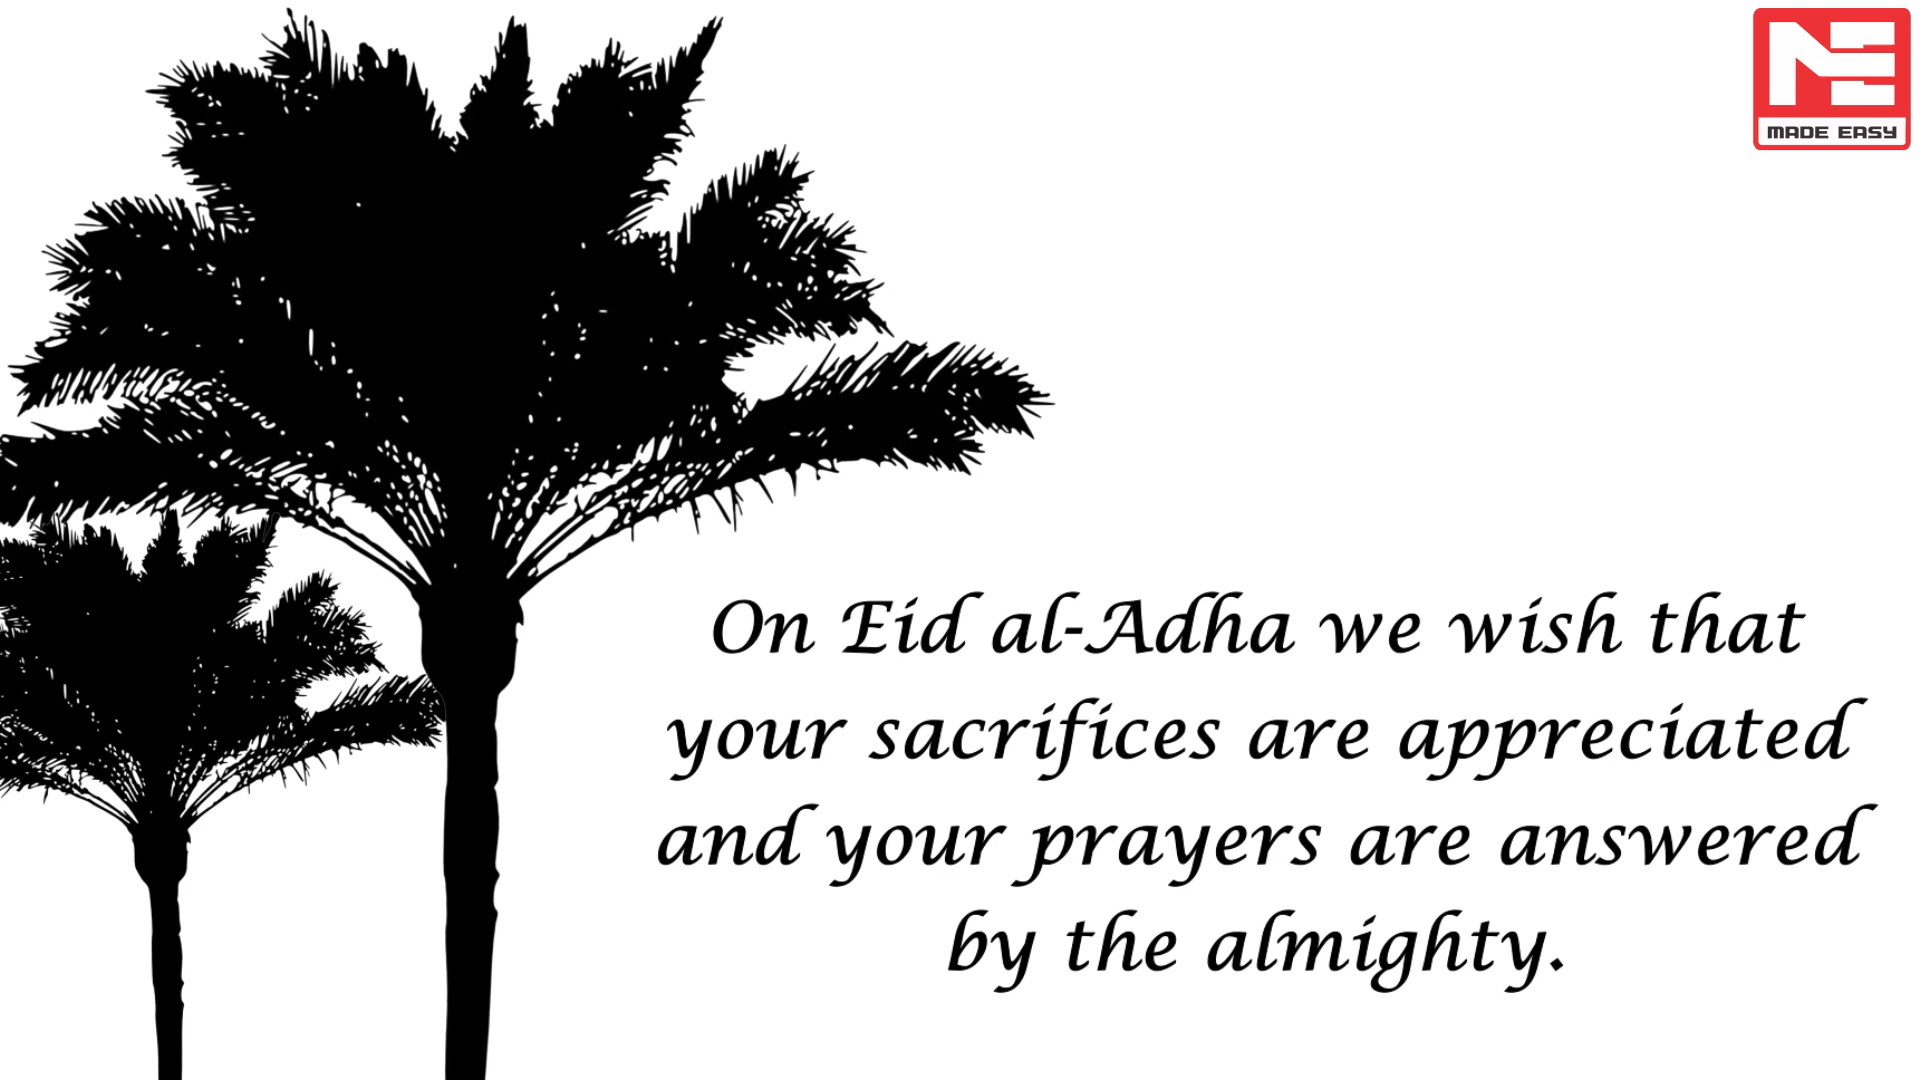 MADE EASY
On Eid al-Adha we wish that
your sacrifices are appreciated
and your prayers are answered
by the almighty.